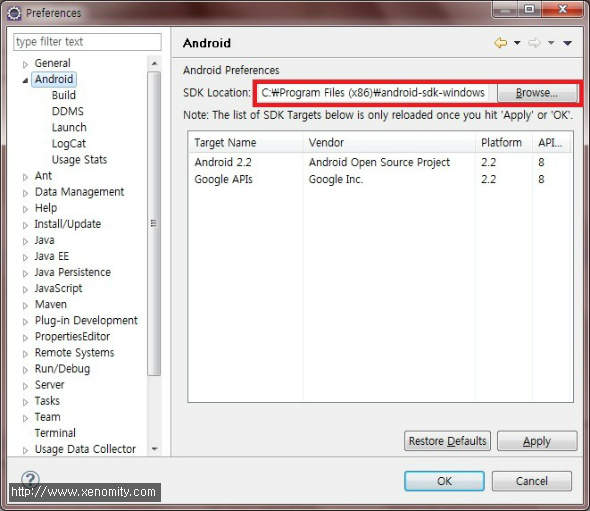 Preferences
type filter text
General
Android
Build
DDMS
Launch
LogCat
Usage Stats
Ant
Data Management
Help
Install/Update
Java
Java EE
Java Persistence
JavaScript
Maven
Plug-in Development
PropertiesEditor
Remote Systems
Run/Debug
Server
Tasks
Team
Terminal
Usage Data Collector
Android
Android Preferences
SDK Location: C:₩Program Files (x86)₩android-sdk-windows Browse...
Note: The list of SDK Targets below is only reloaded once you hit 'Apply' or 'OK'.
Target Name Vendor Platform API...
Android 2.2 Android Open Source Project 2.2 8
Google APIs Google Inc. 2.2 8
Restore Defaults Apply
? OK Cancel
http://www.xenomity.com